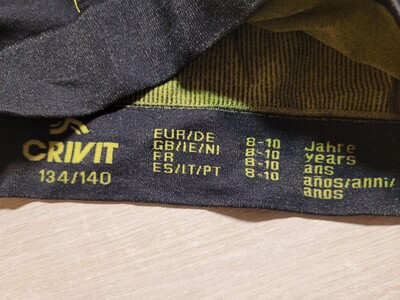 CRIVIT
134/140
EUR/DE 8-10 Jahre
GB/IE/NI 8-10 years
FR 8-10 ans
ES/IT/PT 8-10 años/anni/
anos